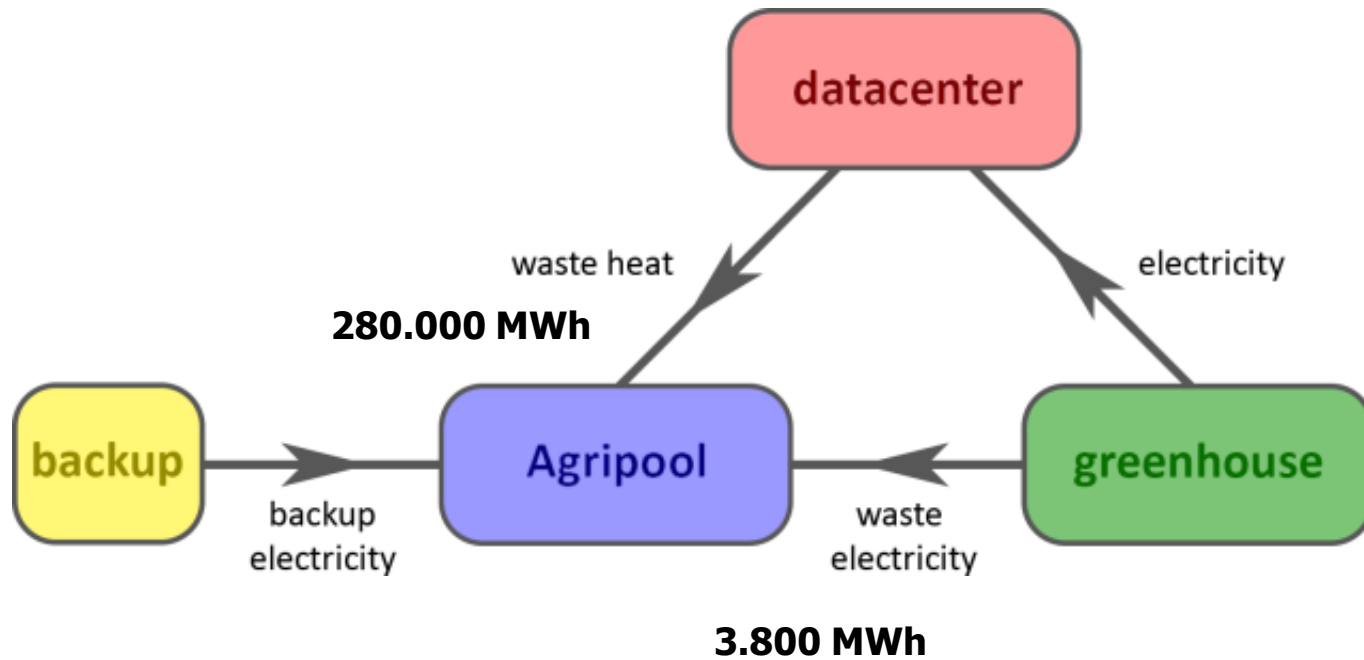 datacenter
waste heat
electricity
280.000 MWh
backup
Agripool
greenhouse
backup
electricity
waste
electricity
3.800 MWh